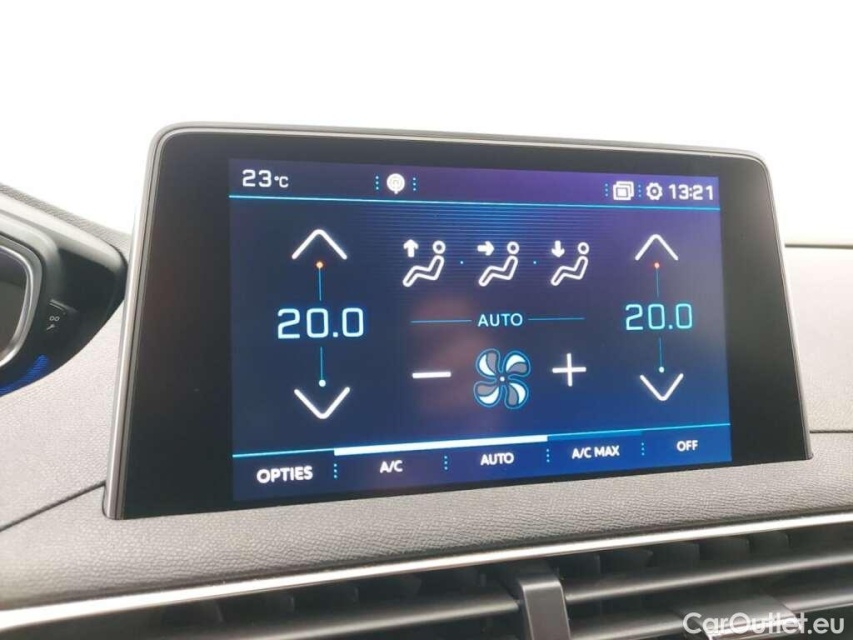 23°C 13:21
20.0 AUTO 20.0
OPTIES A/C AUTO A/C MAX OFF
CarOutlet.eu